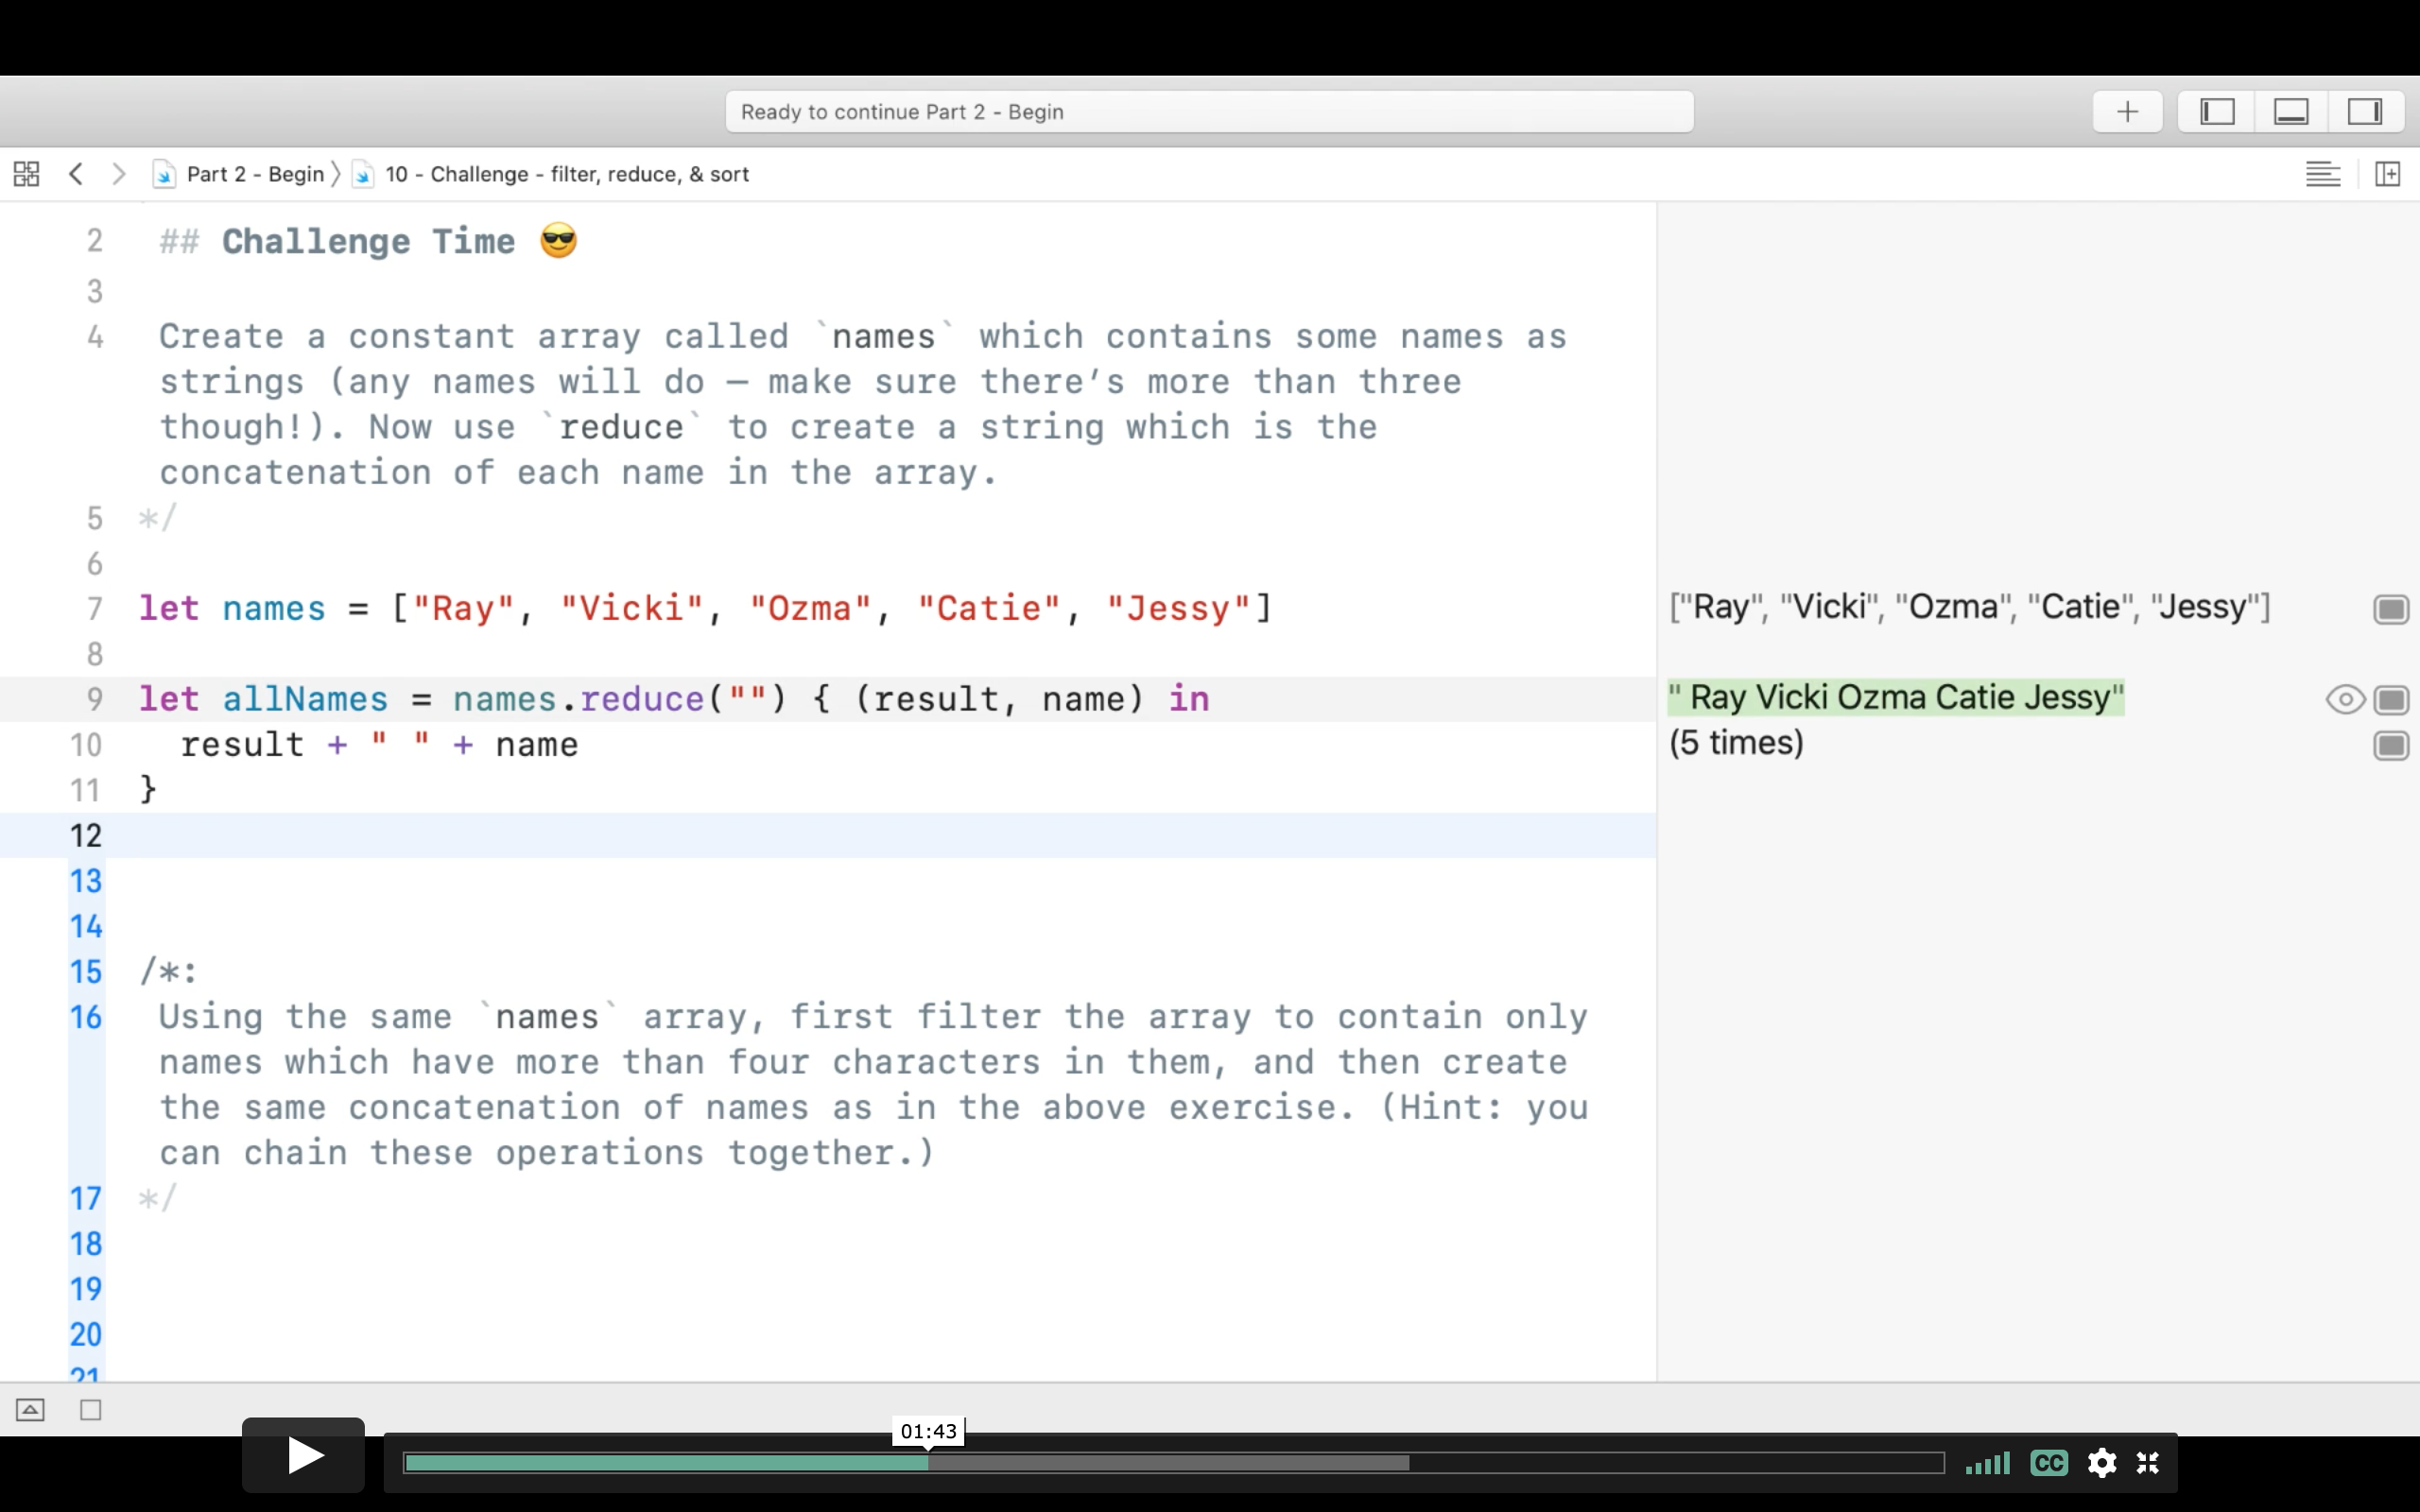 Ready to continue Part 2 - Begin
Part 2 - Begin 10 - Challenge - filter, reduce, & sort
2 ## Challenge Time 😎
3
4 Create a constant array called `names` which contains some names as
strings (any names will do — make sure there’s more than three
though!). Now use `reduce` to create a string which is the
concatenation of each name in the array.
5 */
6
7 let names = ["Ray", "Vicki", "Ozma", "Catie", "Jessy"] ["Ray", "Vicki", "Ozma", "Catie", "Jessy"]
8
9 let allNames = names.reduce("") { (result, name) in " Ray Vicki Ozma Catie Jessy"
10 result + " " + name (5 times)
11 }
12
13
14
15 /*:
16 Using the same `names` array, first filter the array to contain only
names which have more than four characters in them, and then create
the same concatenation of names as in the above exercise. (Hint: you
can chain these operations together.)
17 */
18
19
20
21
01:43
CC